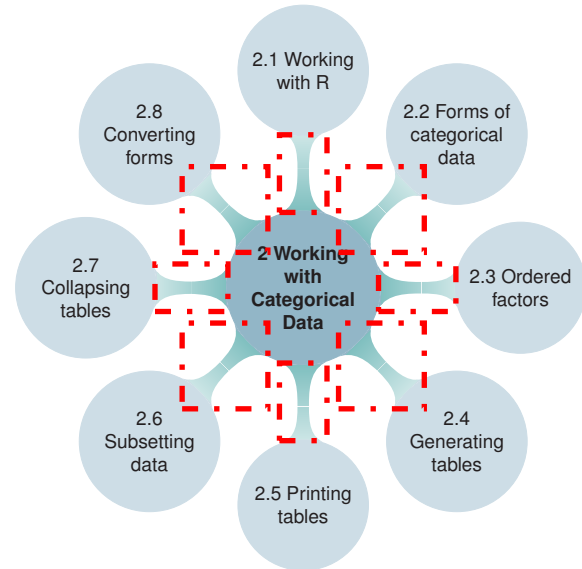 2.1 Working
with R
2.2 Forms of
categorical
data
2.3 Ordered
factors
2.4
Generating
tables
2.5 Printing
tables
2.6
Subsetting
data
2.7
Collapsing
tables
2.8
Converting
forms
2 Working
with
Categorical
Data